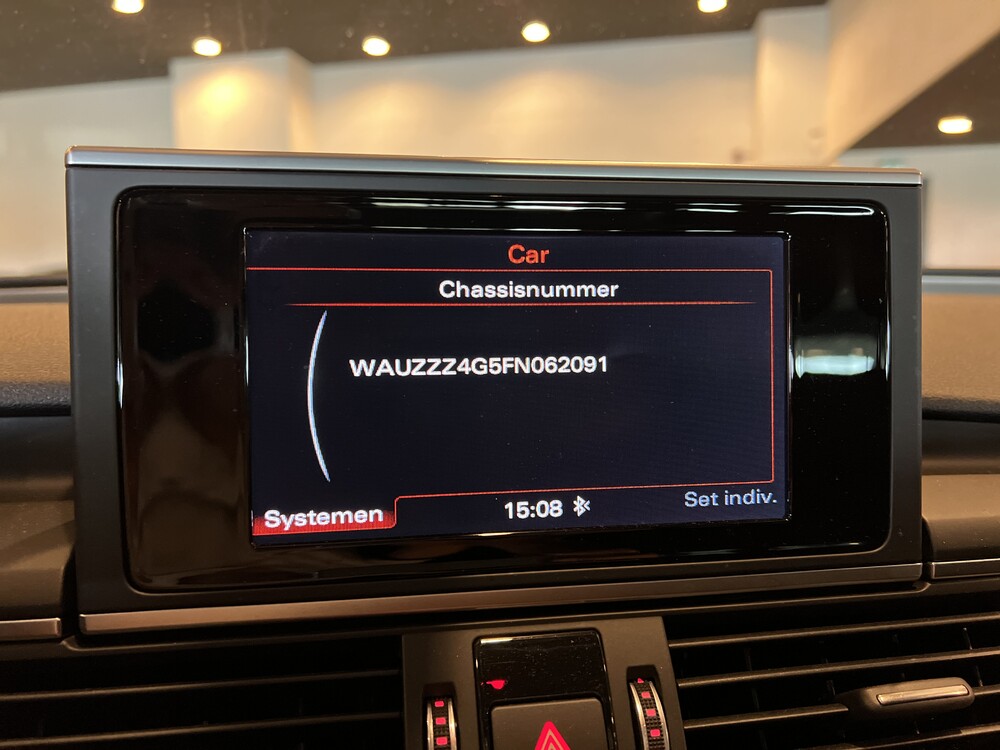 Car
Chassisnummer
WAUZZZ4G5FN062091
Systemen
15:08
Set indiv.